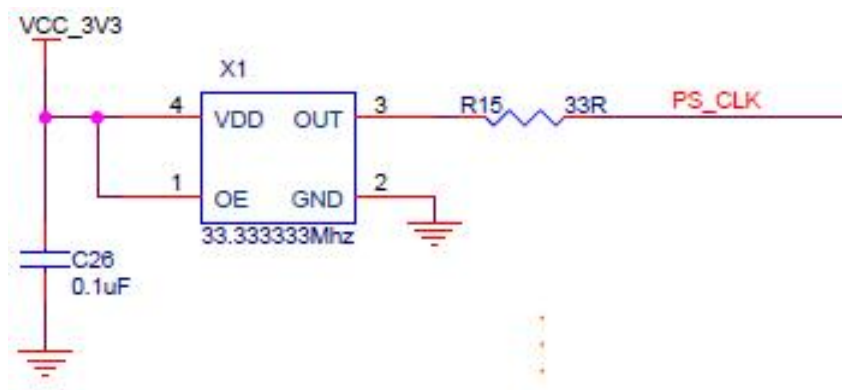 VCC_3V3
X1
4 VDD OUT 3 R15 33R PS_CLK
1 OE GND 2
33.333333Mhz
C26
0.1uF